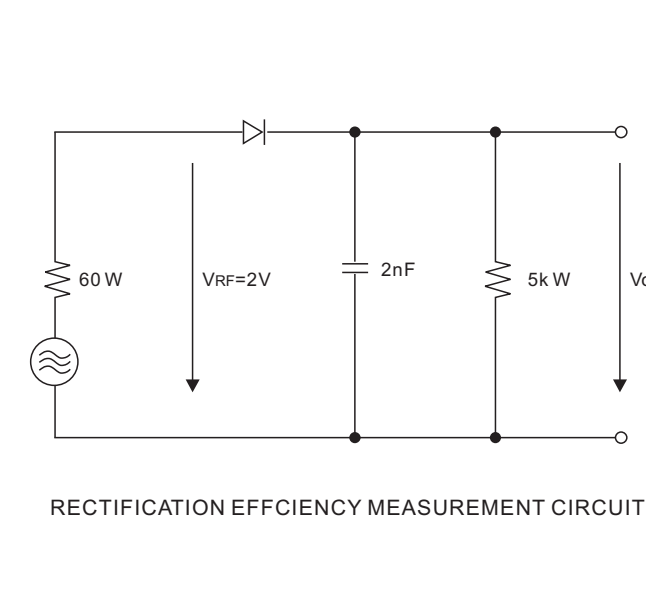 60 W
VRF=2V
2nF
5k W
RECTIFICATION EFFCIENCY MEASUREMENT CIRCUIT